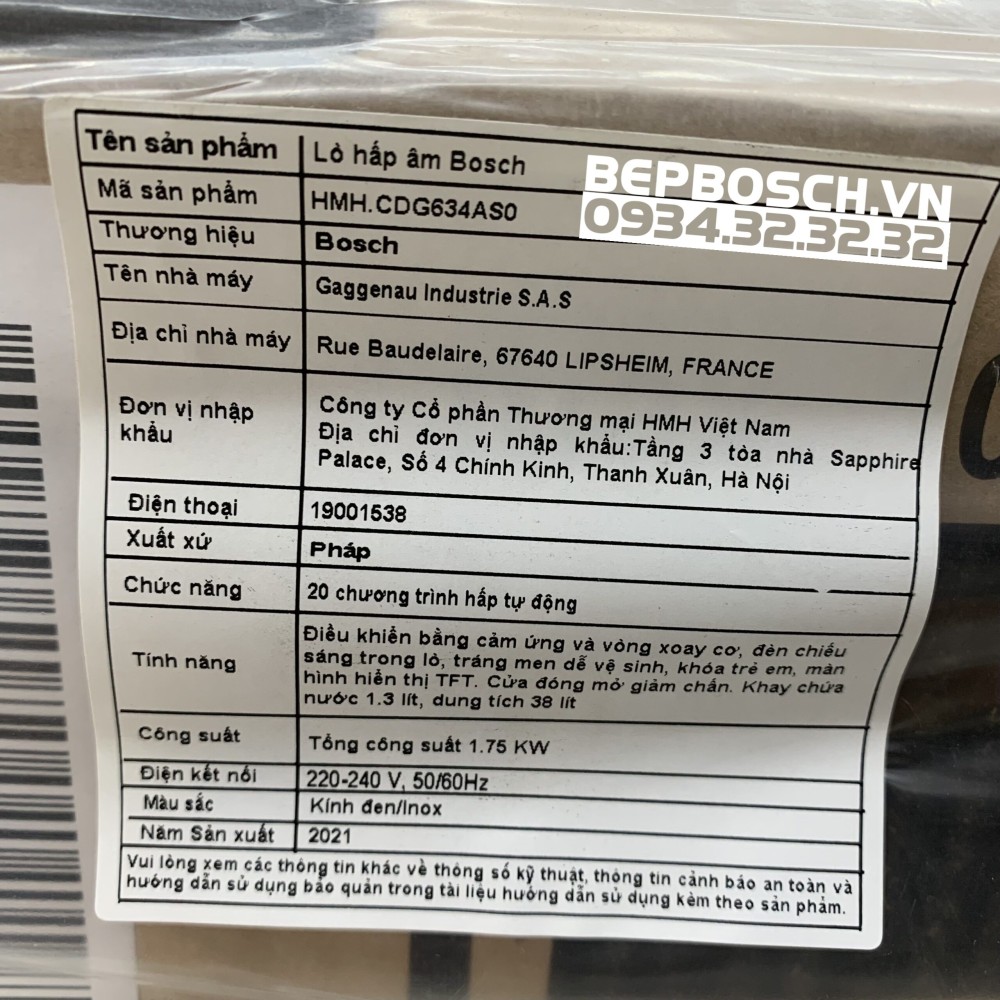 Tên sản phẩm Lò hấp âm Bosch
BEPBOSCH.VN
0934.32.32.32
Mã sản phẩm HMH.CDG634AS0
Thương hiệu Bosch
Tên nhà máy Gaggenau Industrie S.A.S
Địa chỉ nhà máy Rue Baudelaire, 67640 LIPSHEIM, FRANCE
Đơn vị nhập
khẩu
Công ty Cổ phần Thương mại HMH Việt Nam
Địa chỉ đơn vị nhập khẩu:Tầng 3 tòa nhà Sapphire
Palace, Số 4 Chính Kinh, Thanh Xuân, Hà Nội
Điện thoại 19001538
Xuất xứ Pháp
Chức năng 20 chương trình hấp tự động
Tính năng
Điều khiển bằng cảm ứng và vòng xoay cơ, đèn chiếu
sáng trong lò, tráng men dễ vệ sinh, khóa trẻ em, màn
hình hiển thị TFT. Cửa đóng mở giảm chấn. Khay chứa
nước 1.3 lít, dung tích 38 lít
Công suất Tổng công suất 1.75 KW
Điện kết nối 220-240 V, 50/60Hz
Màu sắc Kính đen/Inox
Năm Sản xuất 2021
Vui lòng xem các thông tin khác về thông số kỹ thuật, thông tin cảnh báo an toàn và
hướng dẫn sử dụng bảo quản trong tài liệu hướng dẫn sử dụng kèm theo sản phẩm.